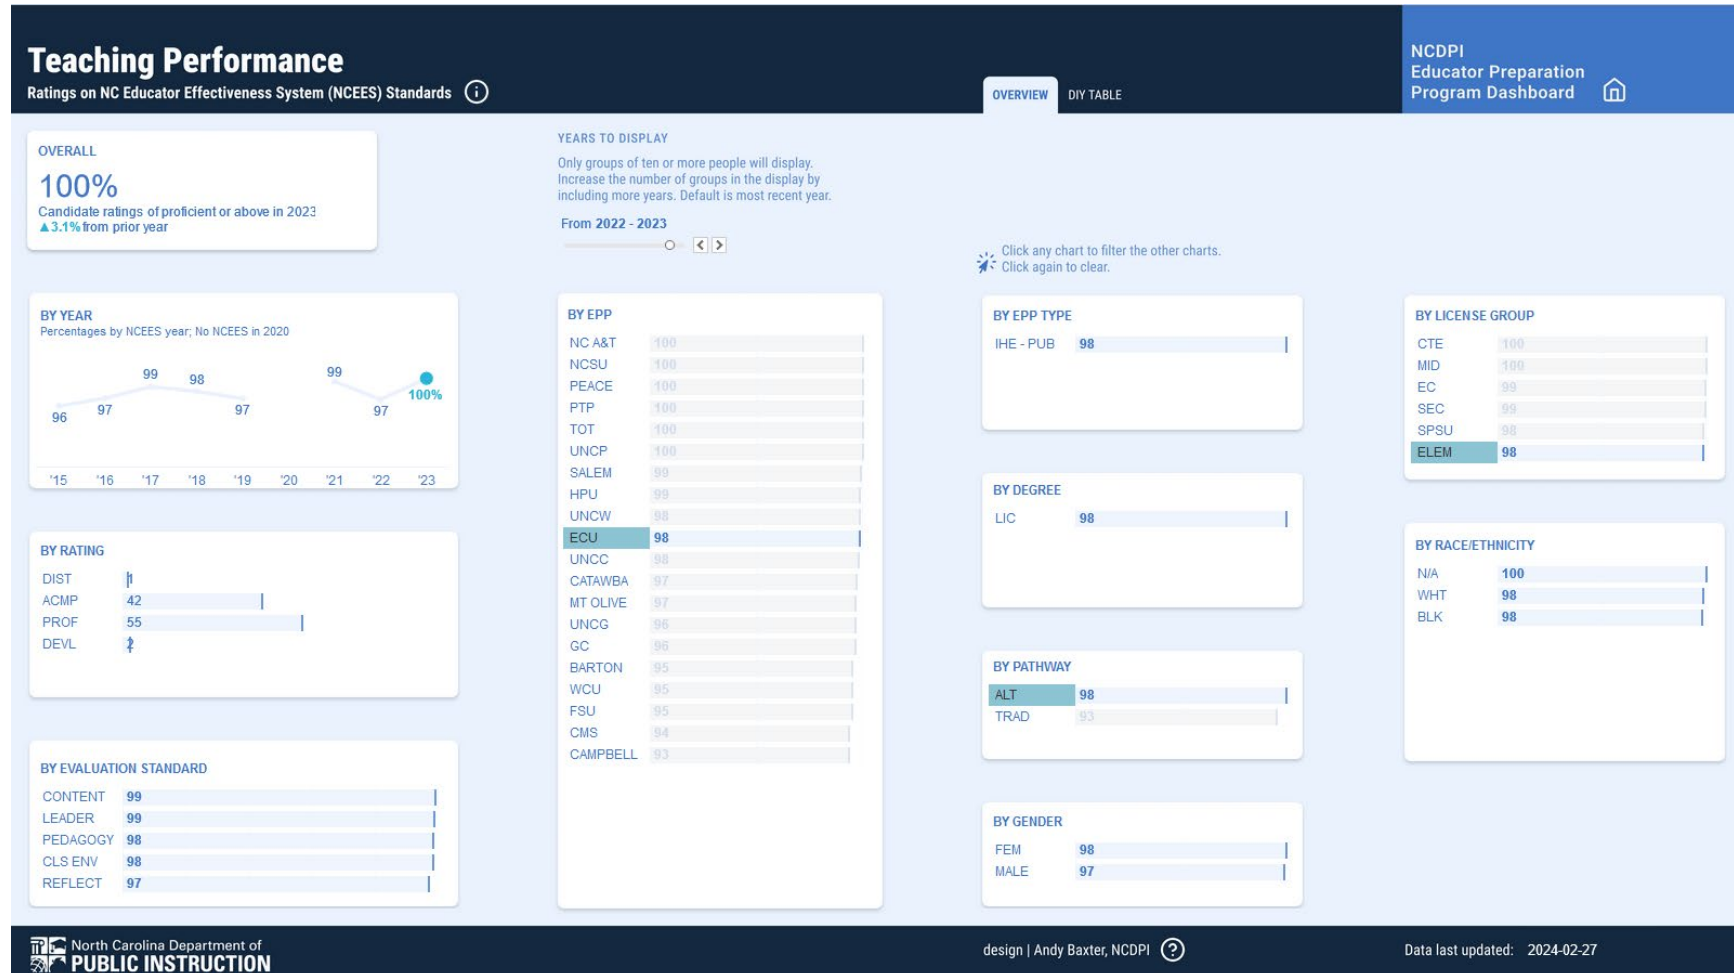 Teaching Performance
Ratings on NC Educator Effectiveness System (NCEES) Standards
OVERVIEW DIY TABLE
NCDPI
Educator Preparation
Program Dashboard
OVERALL
100%
Candidate ratings of proficient or above in 2023
▲3.1% from prior year
YEARS TO DISPLAY
Only groups of ten or more people will display.
Increase the number of groups in the display by
including more years. Default is most recent year.
From 2022 - 2023
Click any chart to filter the other charts.
Click again to clear.
BY YEAR
Percentages by NCEES year; No NCEES in 2020
96 97 99 98 97 99 97 100%
'15 '16 '17 '18 '19 '20 '21 '22 '23
BY RATING
DIST 1
ACMP 42
PROF 55
DEVL 2
BY EVALUATION STANDARD
CONTENT 99
LEADER 99
PEDAGOGY 98
CLS ENV 98
REFLECT 97
BY EPP
NC A&T 100
NCSU 100
PEACE 100
PTP 100
TOT 100
UNCP 100
SALEM 99
HPU 99
UNCW 98
ECU 98
UNCC 98
CATAWBA 97
MT OLIVE 97
UNCG 96
GC 96
BARTON 95
WCU 95
FSU 95
CMS 94
CAMPBELL 93
BY EPP TYPE
IHE - PUB 98
BY DEGREE
LIC 98
BY PATHWAY
ALT 98
TRAD 93
BY GENDER
FEM 98
MALE 97
BY LICENSE GROUP
CTE 100
MID 100
EC 99
SEC 99
SPSU 98
ELEM 98
BY RACE/ETHNICITY
N/A 100
WHT 98
BLK 98
North Carolina Department of
PUBLIC INSTRUCTION
design | Andy Baxter, NCDPI
Data last updated: 2024-02-27